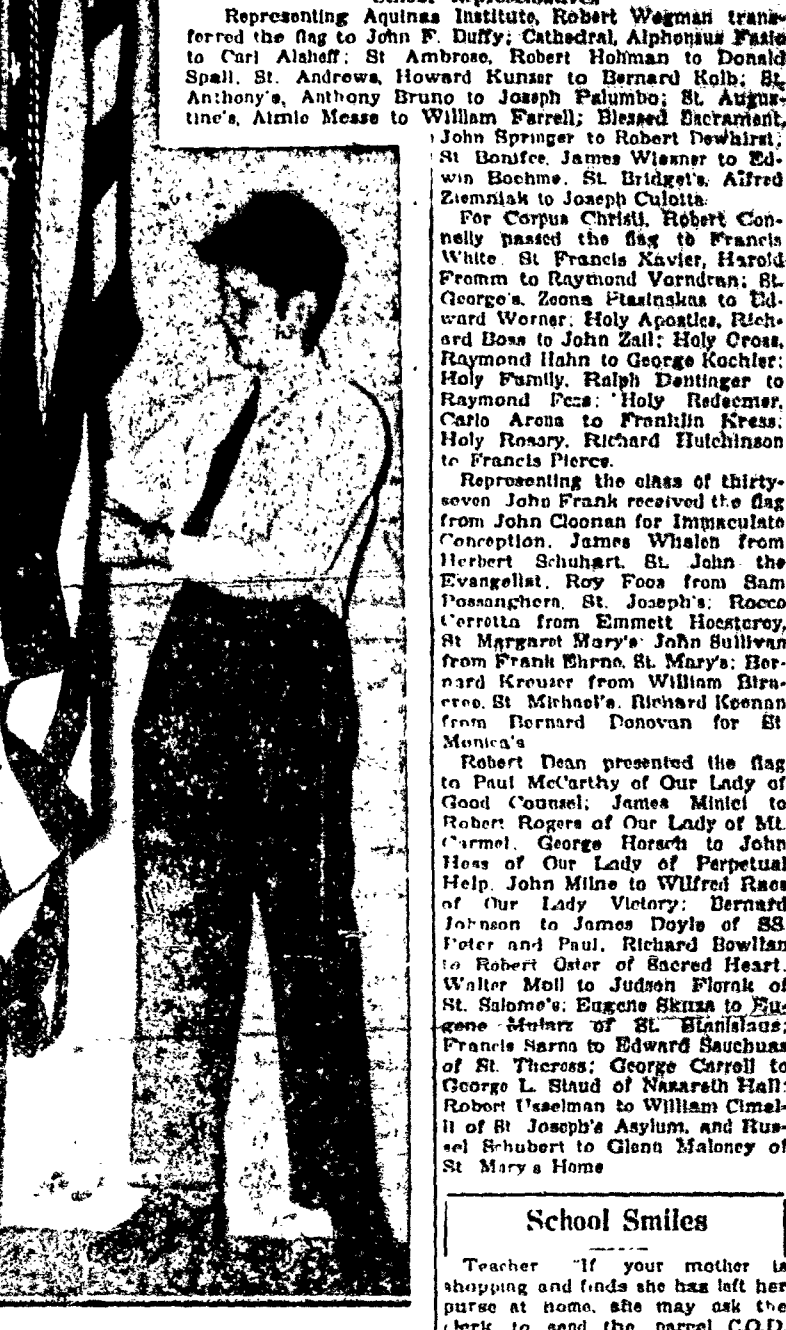 Representing Aquinas Institute, Robert Wegman trans-
ferred the flag to John F. Duffy; Cathedral, Alphonsus
to Carl Alshoff; St Ambrose, Robert Hohman to Donald
Spall. St. Andrews, Howard Kunzer to Bernard Kolb; St.
Anthony's, Anthony Bruno to Joseph Palumbo; St. Augus-
tine's, Aimie Messe to William Farrell; Blessed Sacrament,
John Springer to Robert Dewhirst;
St Bonifce, James Wiesner to Ed-
win Boehme. St. Bridget's, Alfred
Ziemniak to Joseph Culotta.
For Corpus Christi, Robert Con-
nelly passed the flag to Francis
White. St Francis Xavier, Harold
Fromm to Raymond Vorndran; St.
George's, Zeona Ptasinskas to Ed-
ward Worner; Holy Apostles, Rich-
ard Boss to John Zail; Holy Cross,
Raymond Hahn to George Kochler;
Holy Family, Ralph Dentinger to
Raymond Fess; Holy Redeemer,
Carlo Arena to Franklin Kress;
Holy Rosary, Richard Hutchinson
to Francis Pierce.
Representing the class of thirty-
seven John Frank received the flag
from John Cloonan for Immaculate
Conception, James Whalen from
Herbert Schuhart, St. John the
Evangelist, Roy Foos from Sam
Possanghern, St. Joseph's; Rocco
Cerretta from Emmett Hoesterey,
St Margaret Mary's John Sullivan
from Frank Ehrne, St. Mary's; Ber-
nard Kreuzer from William
St Michael's, Richard Keenan
from Bernard Donovan for St
Monica's
Robert Dean presented the flag
to Paul McCarthy of Our Lady of
Good Counsel; James Minici to
Robert Rogers of Our Lady of Mt.
Carmel, George Horsch to John
Hess of Our Lady of Perpetual
Help, John Milne to Wilfred Race
of Our Lady Victory; Bernard
Johnson to James Doyle of SS
Peter and Paul, Richard Bowllan
to Robert Oster of Sacred Heart.
Walter Moll to Judson Florak of
St. Salome's; Eugene Skuza to Eu-
gene Mularz of St. Stanislaus;
Francis Sarna to Edward Sauchuas
of St. Theress; George Carroll to
George L. Staud of Nazareth Hall;
Robert Usselman to William Cimel-
li of St Joseph's Asylum, and Rus-
sel Schubert to Glenn Maloney of
St Mary's Home
School Smiles
Teacher "If your mother is
shopping and finds she has left her
purse at home, she may ask the
clerk to send the parcel C.O.D.